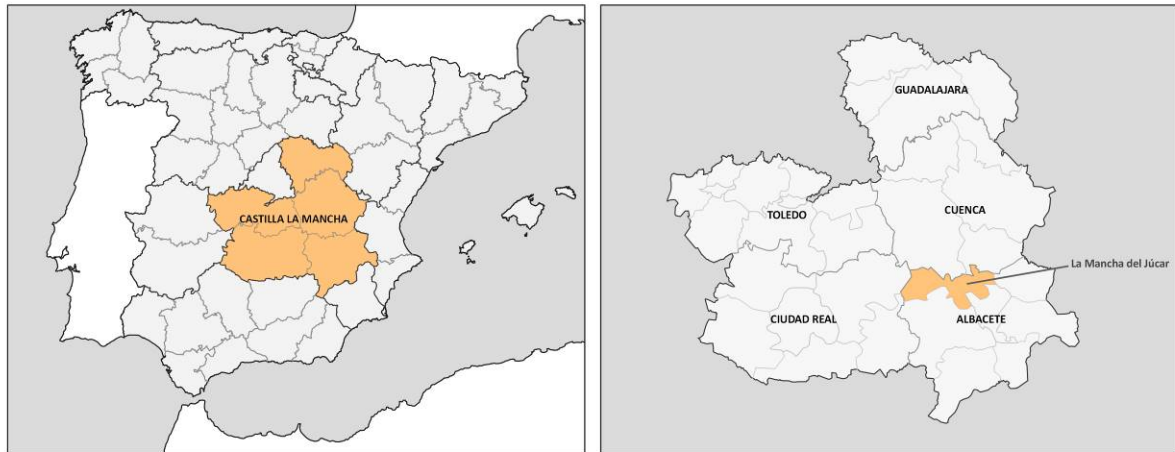 CASTILLA LA MANCHA
GUADALAJARA
TOLEDO
CUENCA
La Mancha del Júcar
CIUDAD REAL
ALBACETE